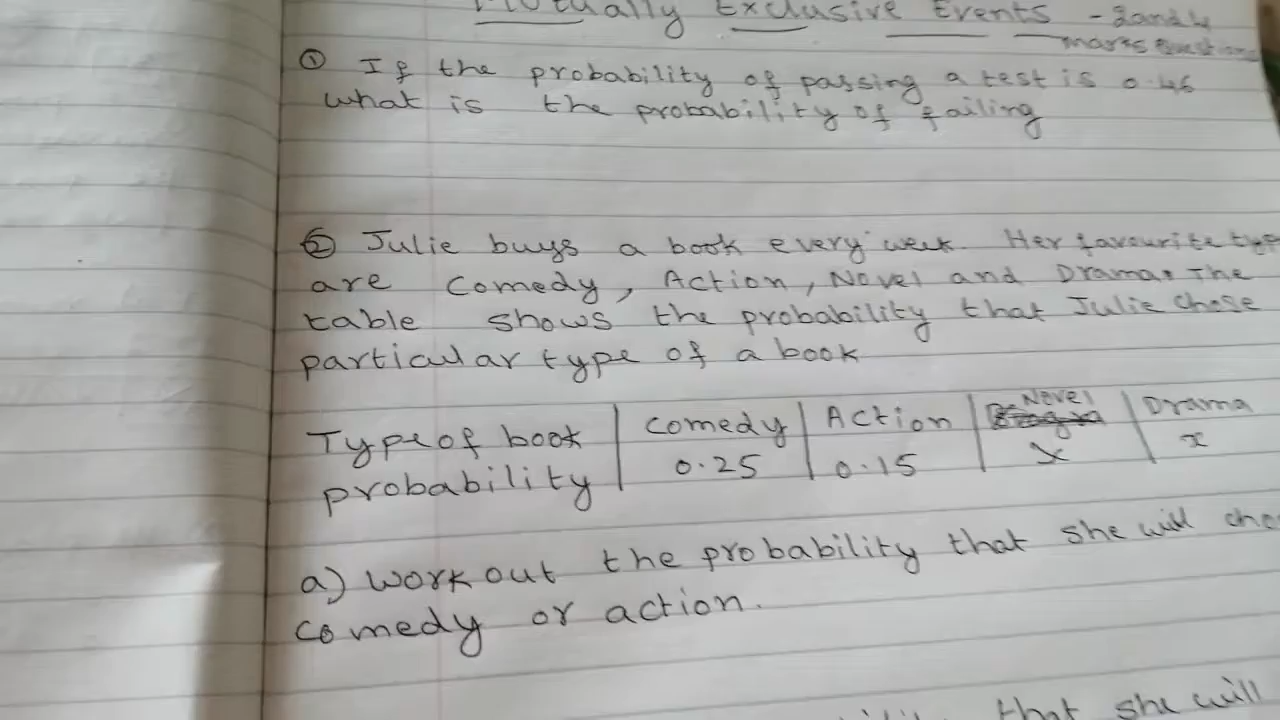 Mutually Exclusive Events - 3 and 4
marks questions
① If the probability of passing a test is 0.46
what is the probability of failing
② Julie buys a book every week. Her favourite type
are comedy, Action, Novel and Drama. The
table shows the probability that Julie chose
particular type of a book
Type of book | comedy | Action | Novel | Drama
probability | 0.25 | 0.15 | x | x
a) work out the probability that she will cho
comedy or action.
that she will